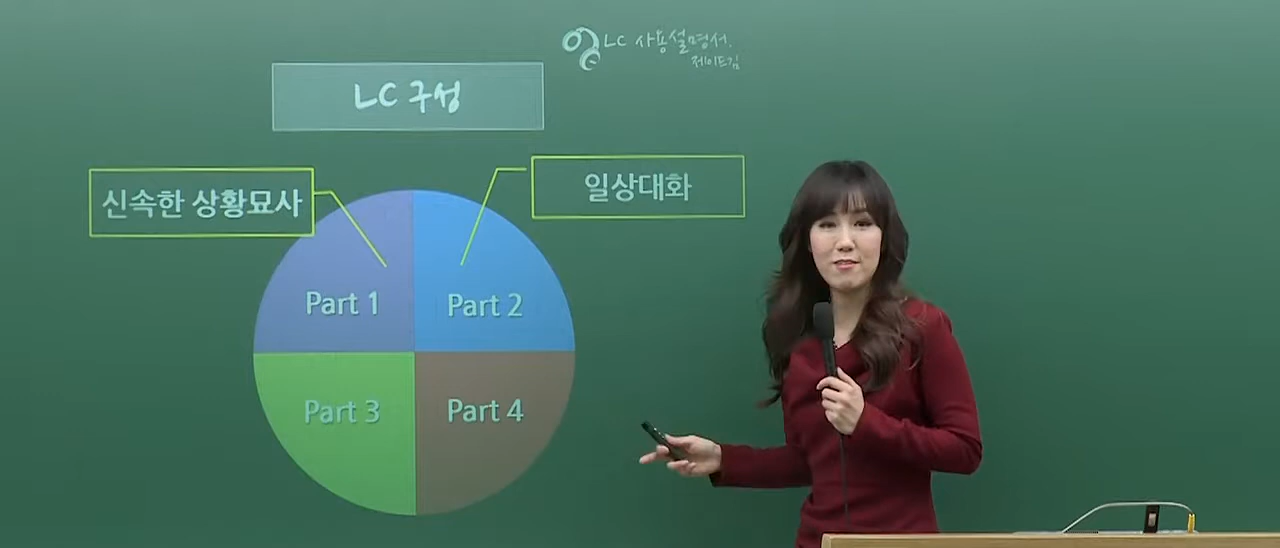 LC 사용설명서.
제이드김
LC 구성
신속한 상황묘사
일상대화
Part 1
Part 2
Part 3
Part 4